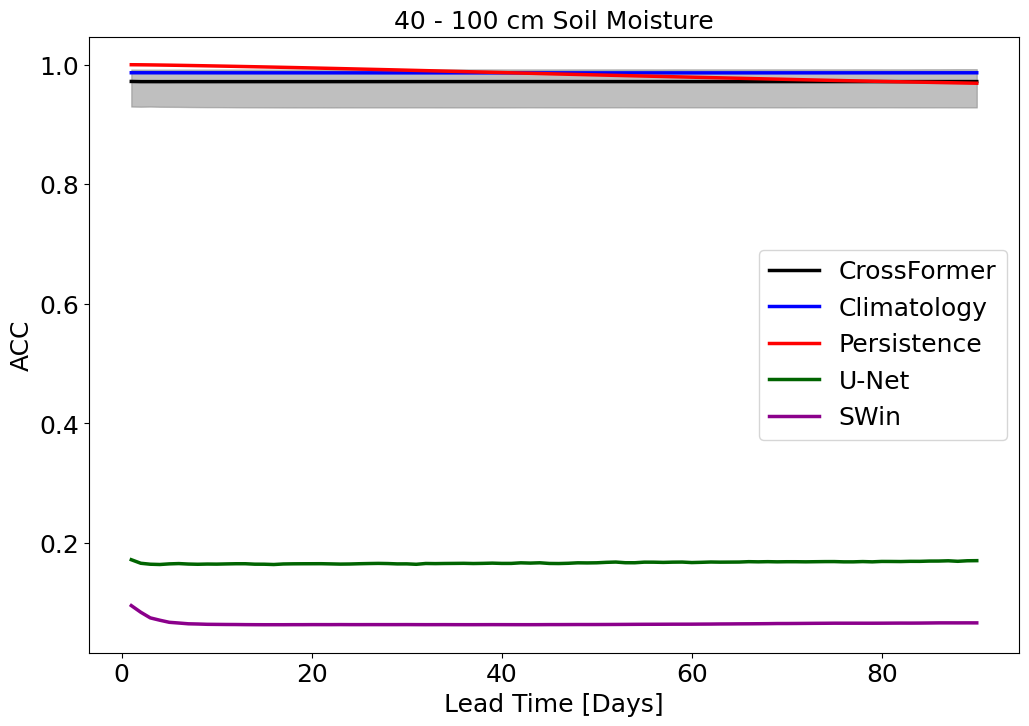 40 - 100 cm Soil Moisture
1.0
0.8
0.6
0.4
0.2
ACC
CrossFormer
Climatology
Persistence
U-Net
SWin
0 20 40 60 80
Lead Time [Days]